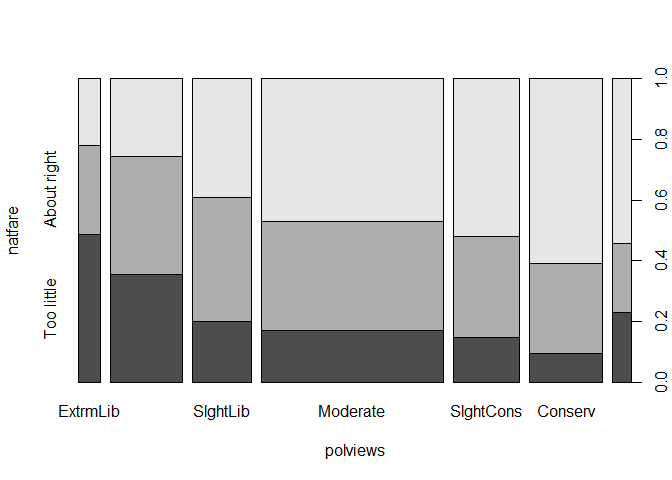 natfare
About right
Too little
1.0
0.8
0.6
0.4
0.2
0.0
ExtrmLib SlghtLib Moderate SlghtCons Conserv
polviews